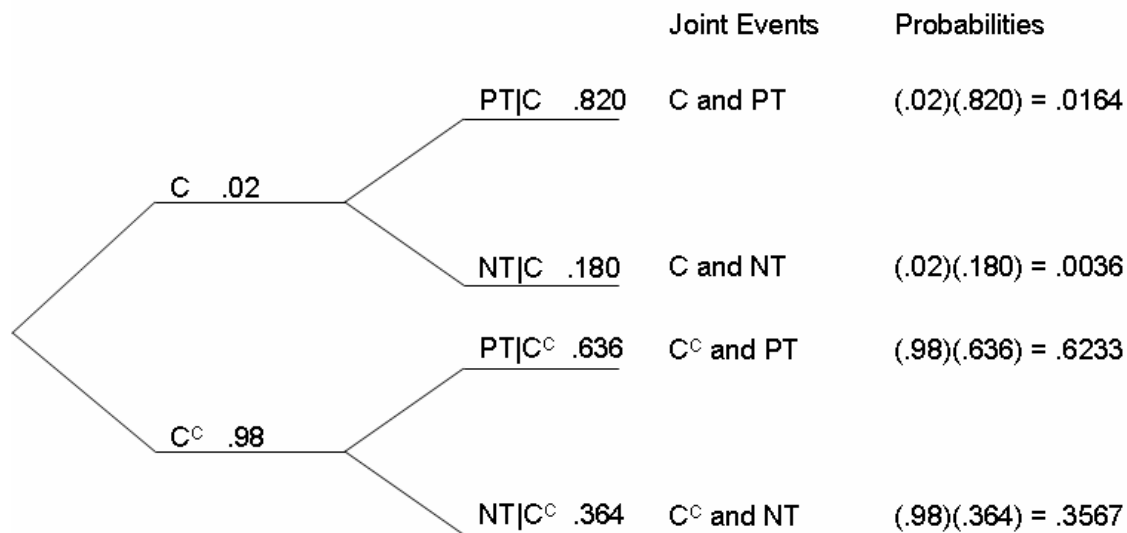 Joint Events Probabilities
PT|C .820 C and PT (.02)(.820) = .0164
C .02
NT|C .180 C and NT (.02)(.180) = .0036
PT|Cᶜ .636 Cᶜ and PT (.98)(.636) = .6233
Cᶜ .98
NT|Cᶜ .364 Cᶜ and NT (.98)(.364) = .3567